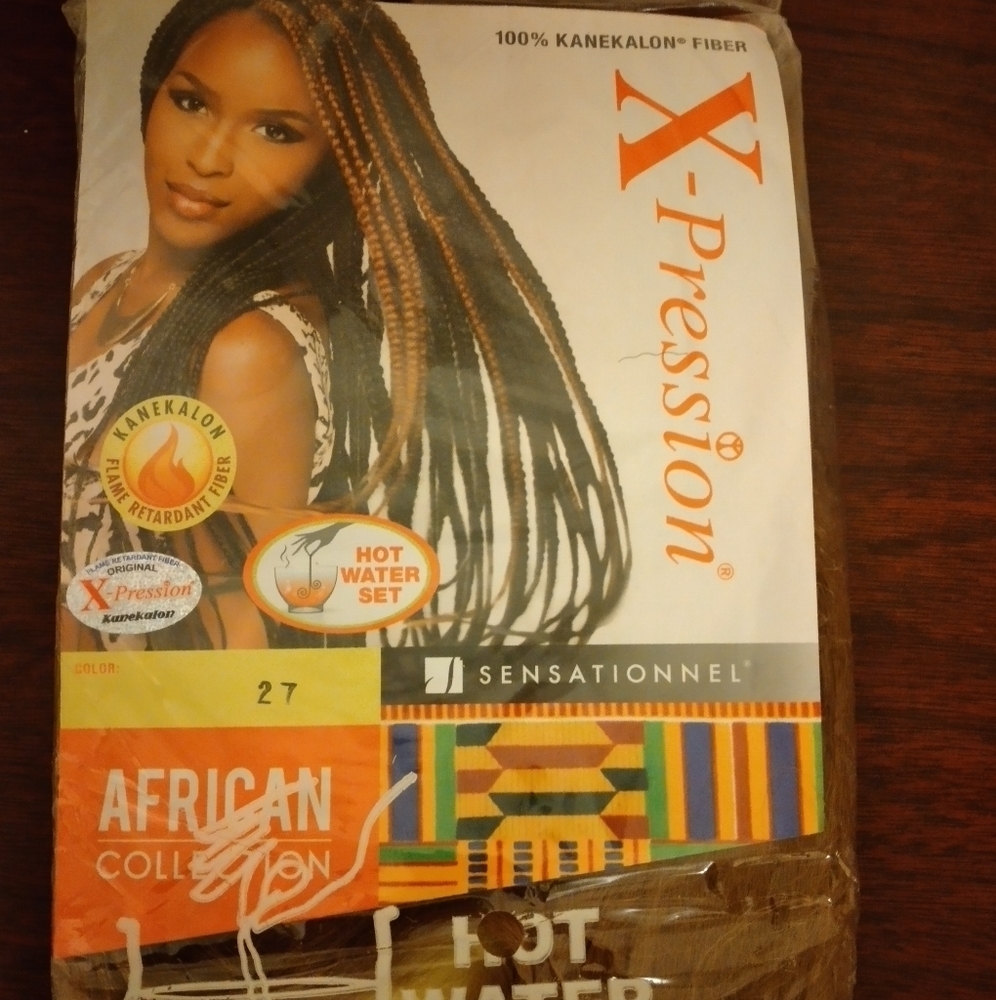 100% KANEKALON® FIBER
X-Pression®
KANEKALON
FLAME RETARDANT FIBER
HOT
WATER
SET
FLAME RETARDANT FIBER
ORIGINAL
X-Pression
Kanekalon
SENSATIONNEL®
COLOR:
27
AFRICAN
COLLECTION
HOT
WATER